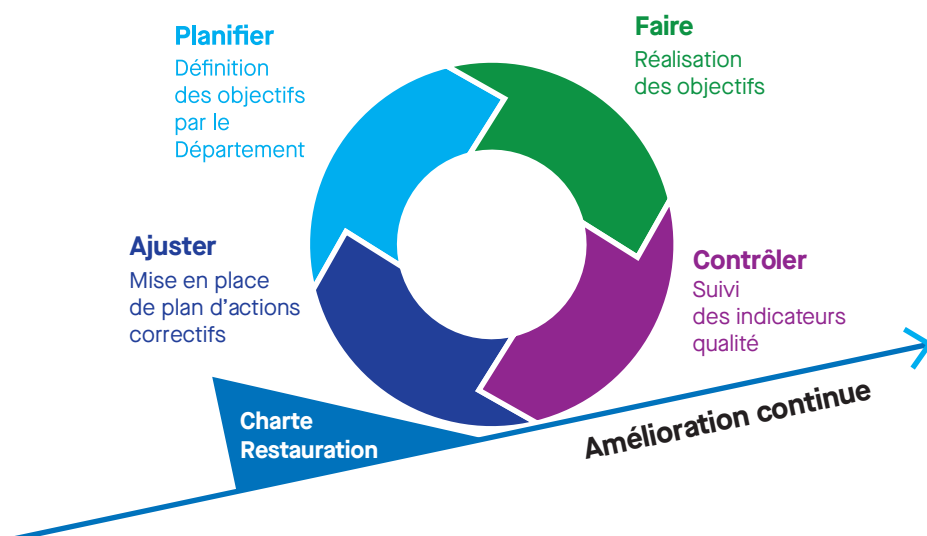 Planifier
Définition
des objectifs
par le
Département
Faire
Réalisation
des objectifs
Ajuster
Mise en place
de plan d’actions
correctifs
Contrôler
Suivi
des indicateurs
qualité
Charte
Restauration
Amélioration continue